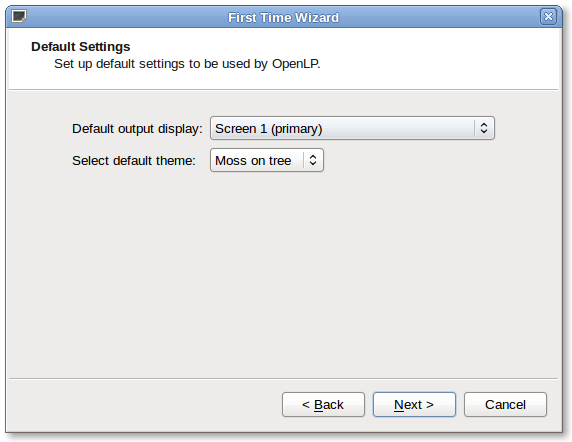 First Time Wizard
Default Settings
Set up default settings to be used by OpenLP.
Default output display: Screen 1 (primary)
Select default theme: Moss on tree
< Back Next > Cancel